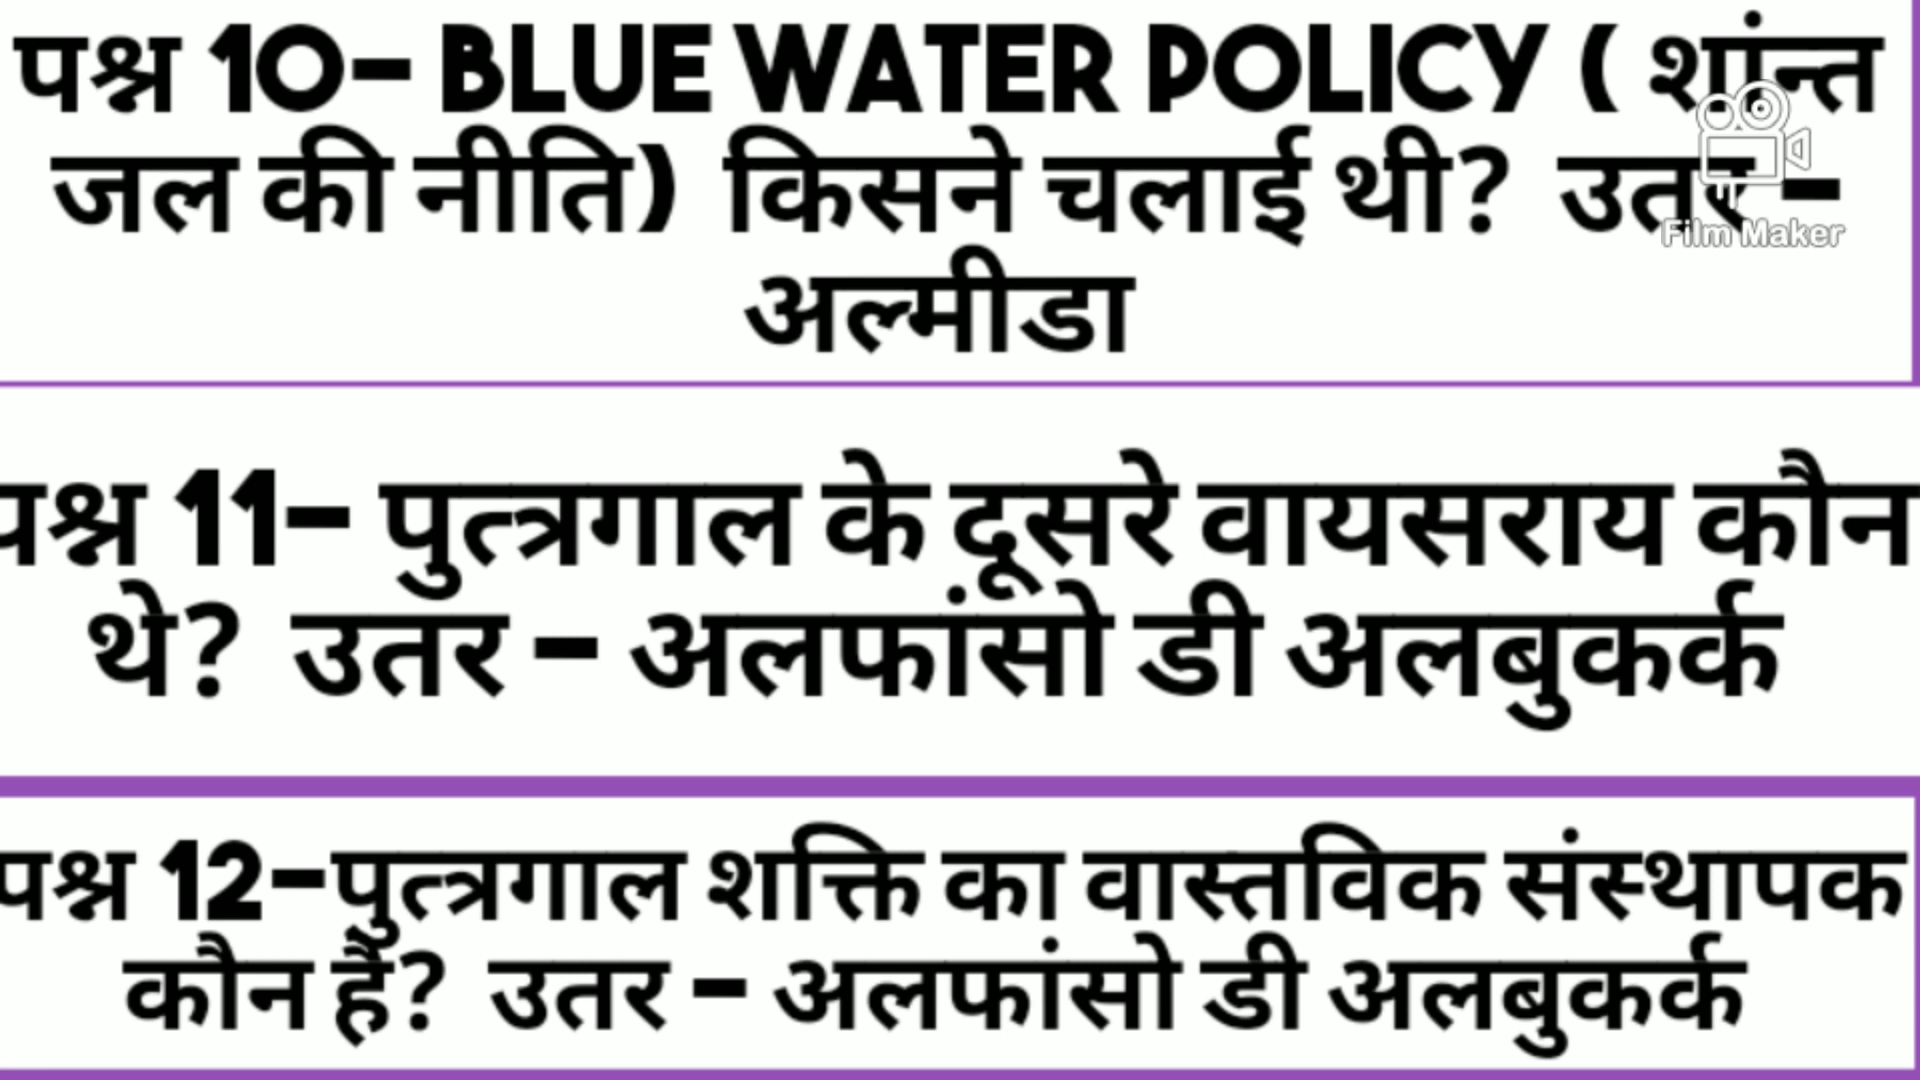 पश्न 10- BLUE WATER POLICY ( शांन्त
जल की नीति) किसने चलाई थी? उतर -
अल्मीडा
Film Maker
पश्न 11- पुत्त्रगाल के दूसरे वायसराय कौन
थे? उतर - अलफांसो डी अलबुकर्क
पश्न 12-पुत्त्रगाल शक्ति का वास्तविक संस्थापक
कौन हैं? उतर - अलफांसो डी अलबुकर्क